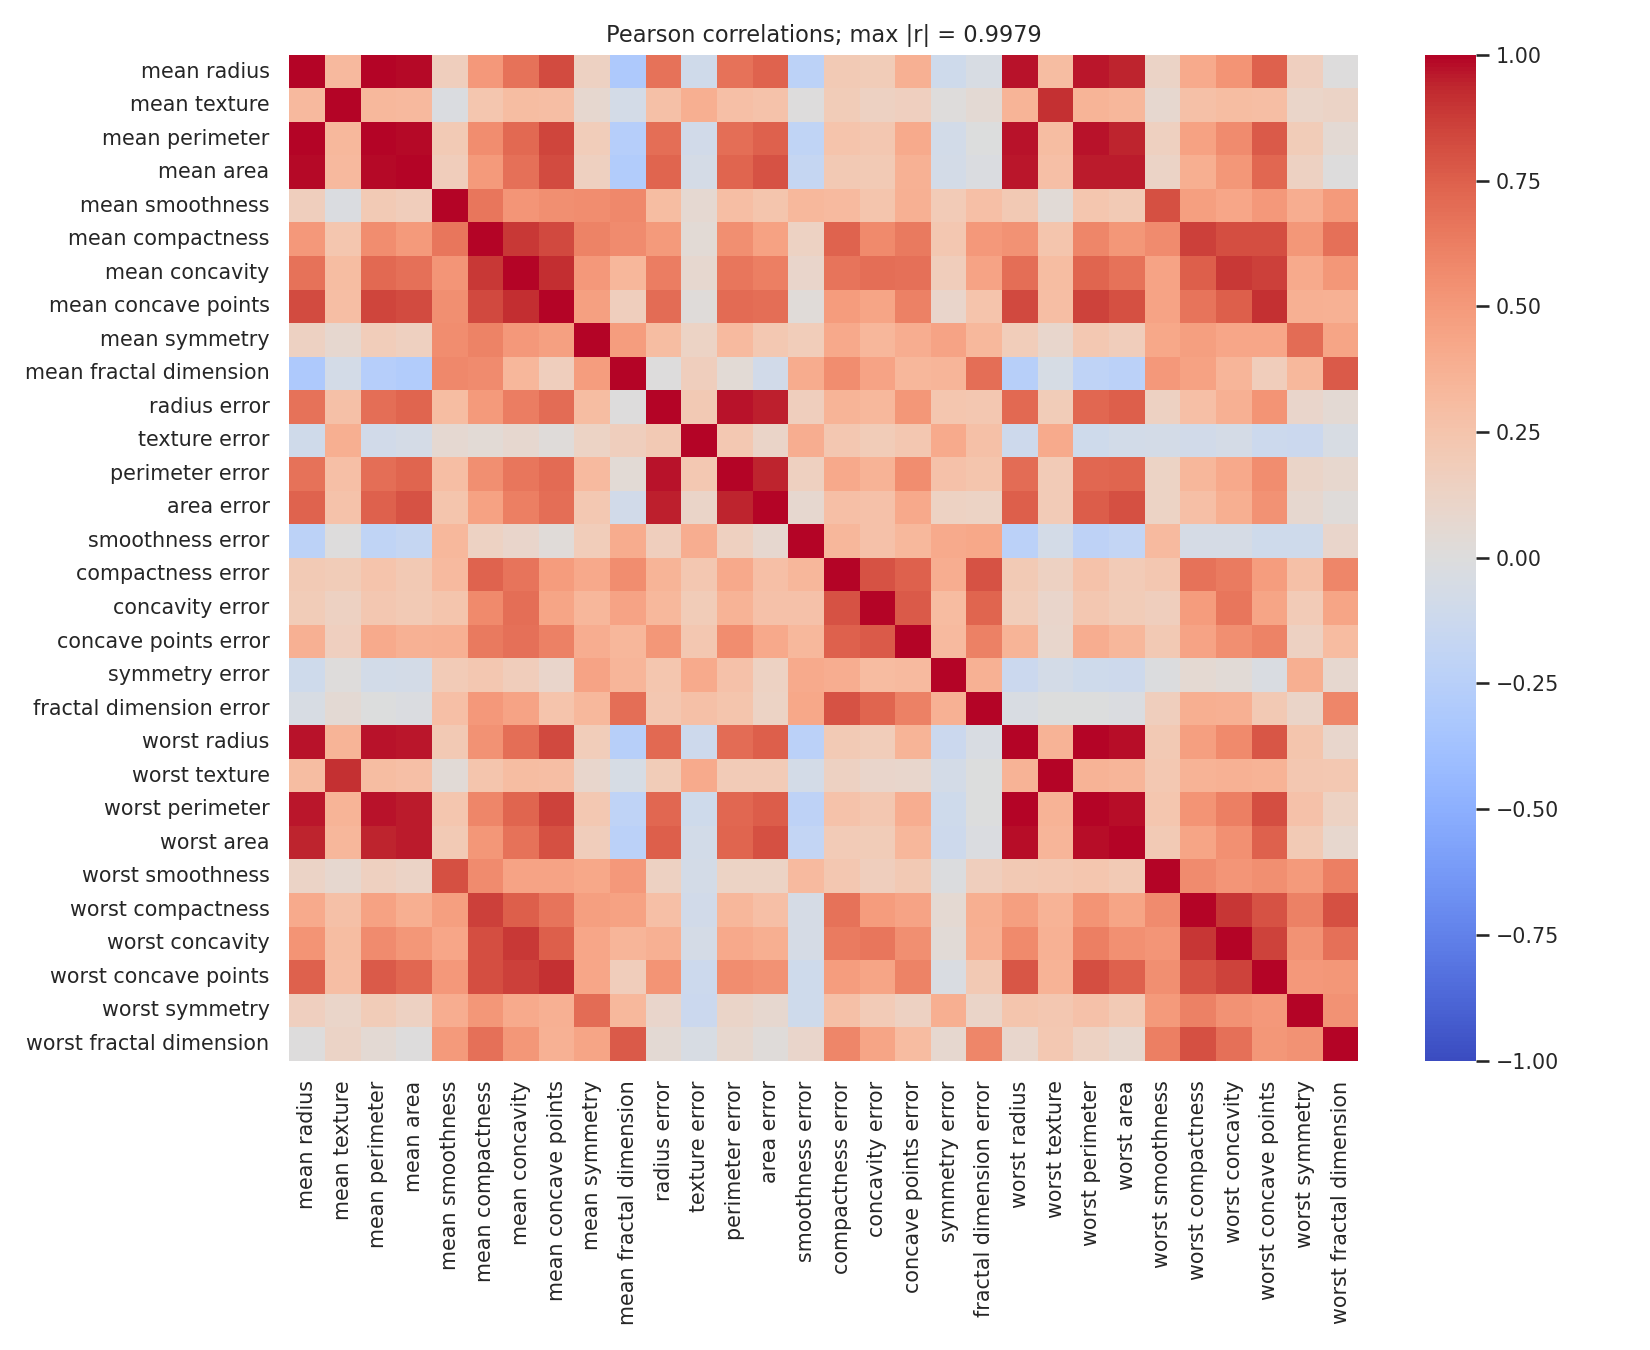 Pearson correlations; max |r| = 0.9979
mean radius
mean texture
mean perimeter
mean area
mean smoothness
mean compactness
mean concavity
mean concave points
mean symmetry
mean fractal dimension
radius error
texture error
perimeter error
area error
smoothness error
compactness error
concavity error
concave points error
symmetry error
fractal dimension error
worst radius
worst texture
worst perimeter
worst area
worst smoothness
worst compactness
worst concavity
worst concave points
worst symmetry
worst fractal dimension
mean radius
mean texture
mean perimeter
mean area
mean smoothness
mean compactness
mean concavity
mean concave points
mean symmetry
mean fractal dimension
radius error
texture error
perimeter error
area error
smoothness error
compactness error
concavity error
concave points error
symmetry error
fractal dimension error
worst radius
worst texture
worst perimeter
worst area
worst smoothness
worst compactness
worst concavity
worst concave points
worst symmetry
worst fractal dimension
1.00
0.75
0.50
0.25
0.00
−0.25
−0.50
−0.75
−1.00